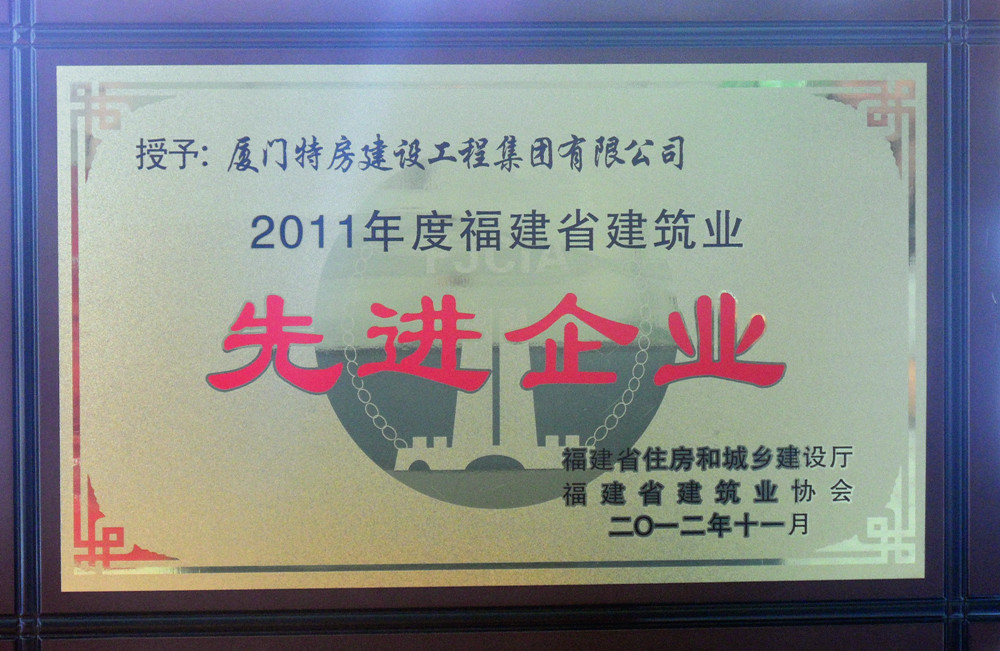 授予：厦门特房建设工程集团有限公司
2011年度福建省建筑业
FJCIA
先进企业
福建省住房和城乡建设厅
福建省建筑业协会
二〇一二年十一月